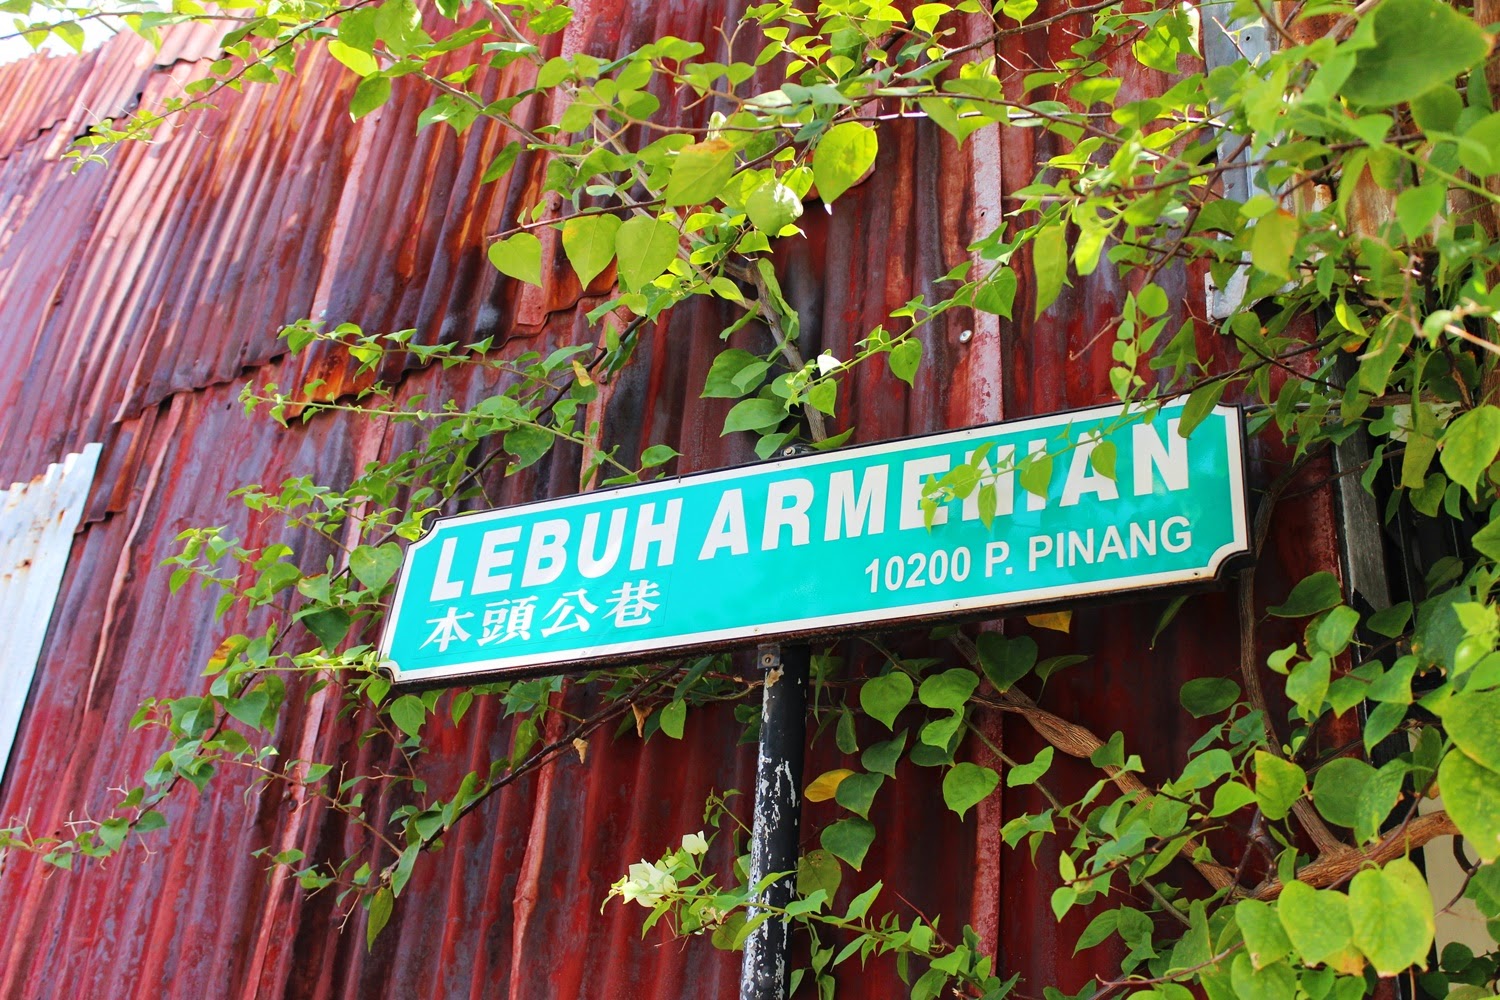 LEBUH ARMENIAN
本頭公巷
10200 P. PINANG